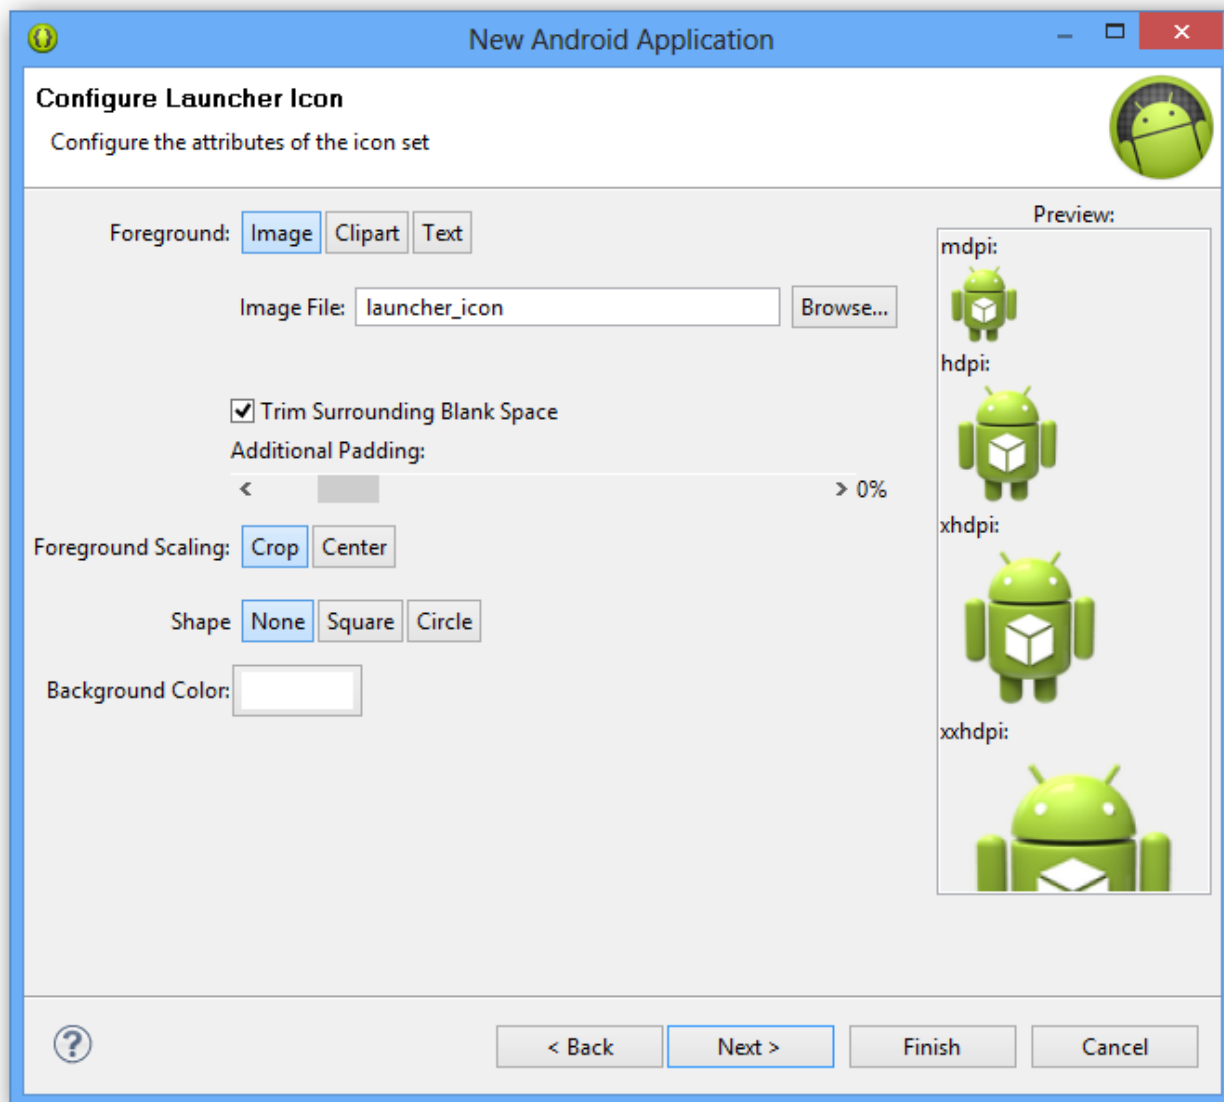 New Android Application
Configure Launcher Icon
Configure the attributes of the icon set
Foreground: Image Clipart Text
Image File: launcher_icon Browse...
Trim Surrounding Blank Space
Additional Padding:
0%
Foreground Scaling: Crop Center
Shape None Square Circle
Background Color:
Preview:
mdpi:
hdpi:
xhdpi:
xxhdpi:
< Back Next > Finish Cancel